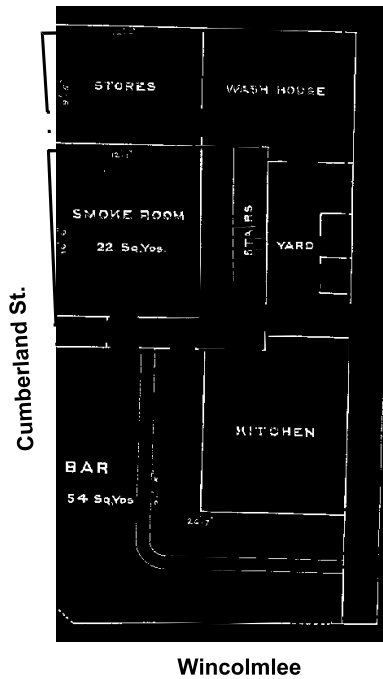 STORES
WASH HOUSE
SMOKE ROOM
22 Sq.Yds.
STAIRS
YARD
Cumberland St.
KITCHEN
BAR
54 Sq.Yds
Wincolmlee